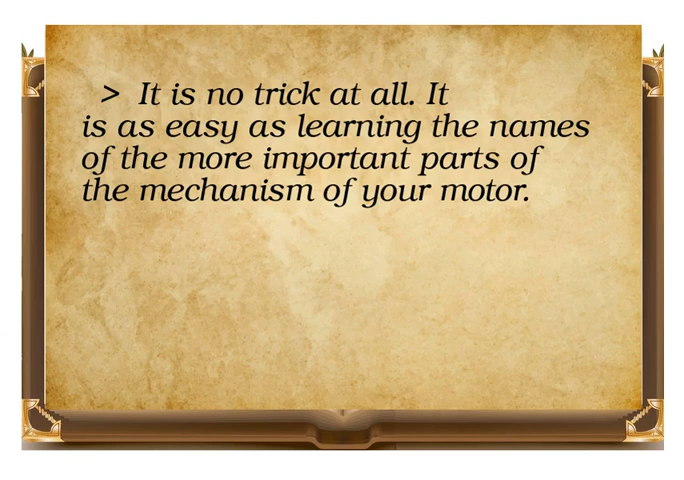 > It is no trick at all. It
is as easy as learning the names
of the more important parts of
the mechanism of your motor.